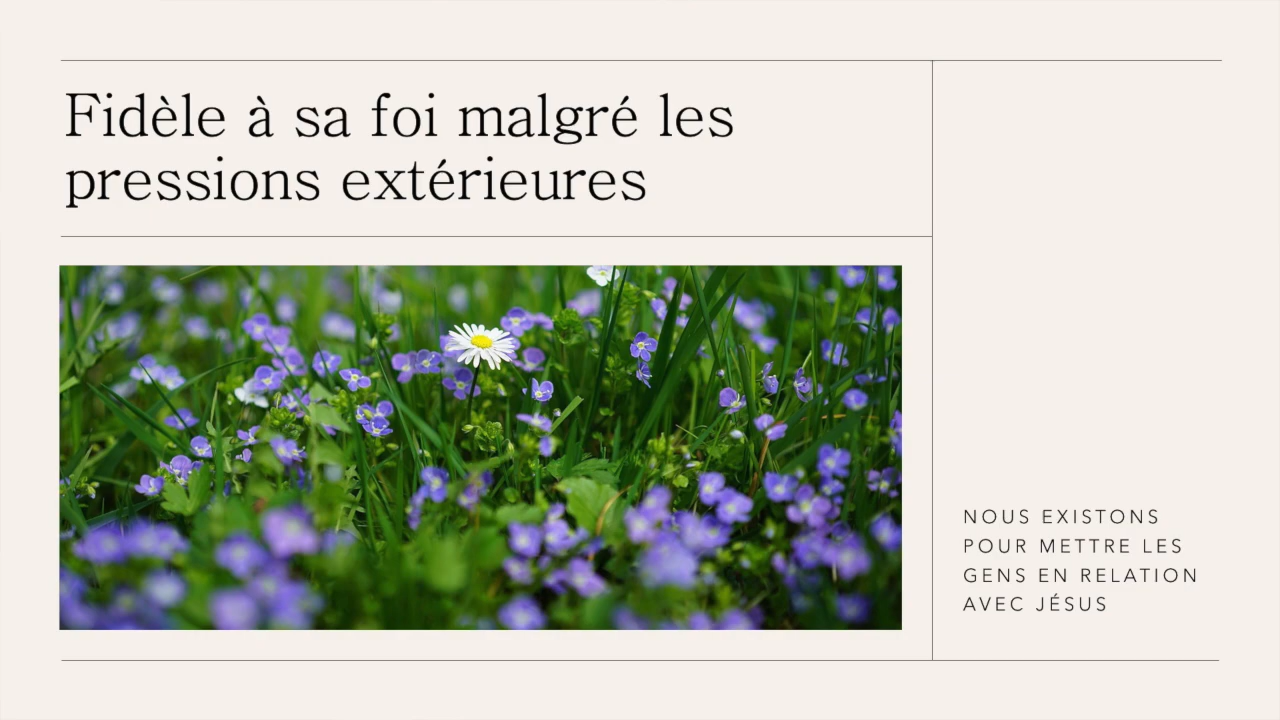 Fidèle à sa foi malgré les
pressions extérieures
NOUS EXISTONS
POUR METTRE LES
GENS EN RELATION
AVEC JÉSUS